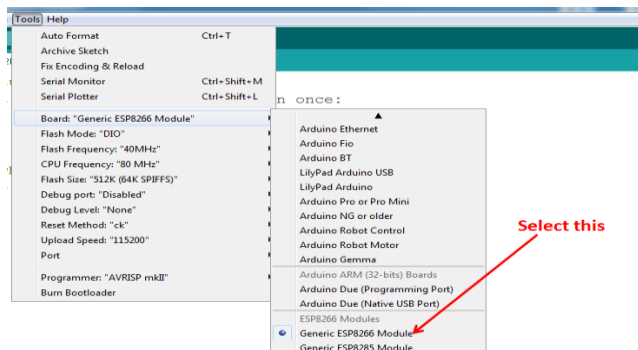 Tools Help
Auto Format Ctrl+T
Archive Sketch
Fix Encoding & Reload
Serial Monitor Ctrl+Shift+M
Serial Plotter Ctrl+Shift+L
n once:
Board: "Generic ESP8266 Module"
Flash Mode: "DIO"
Flash Frequency: "40MHz"
CPU Frequency: "80 MHz"
Flash Size: "512K (64K SPIFFS)"
Debug port: "Disabled"
Debug Level: "None"
Reset Method: "ck"
Upload Speed: "115200"
Port
Programmer: "AVRISP mkII"
Burn Bootloader
Arduino Ethernet
Arduino Fio
Arduino BT
LilyPad Arduino USB
LilyPad Arduino
Arduino Pro or Pro Mini
Arduino NG or older
Arduino Robot Control
Arduino Robot Motor
Arduino Gemma
Arduino ARM (32-bits) Boards
Arduino Due (Programming Port)
Arduino Due (Native USB Port)
ESP8266 Modules
Generic ESP8266 Module
Generic ESP8285 Module
Select this